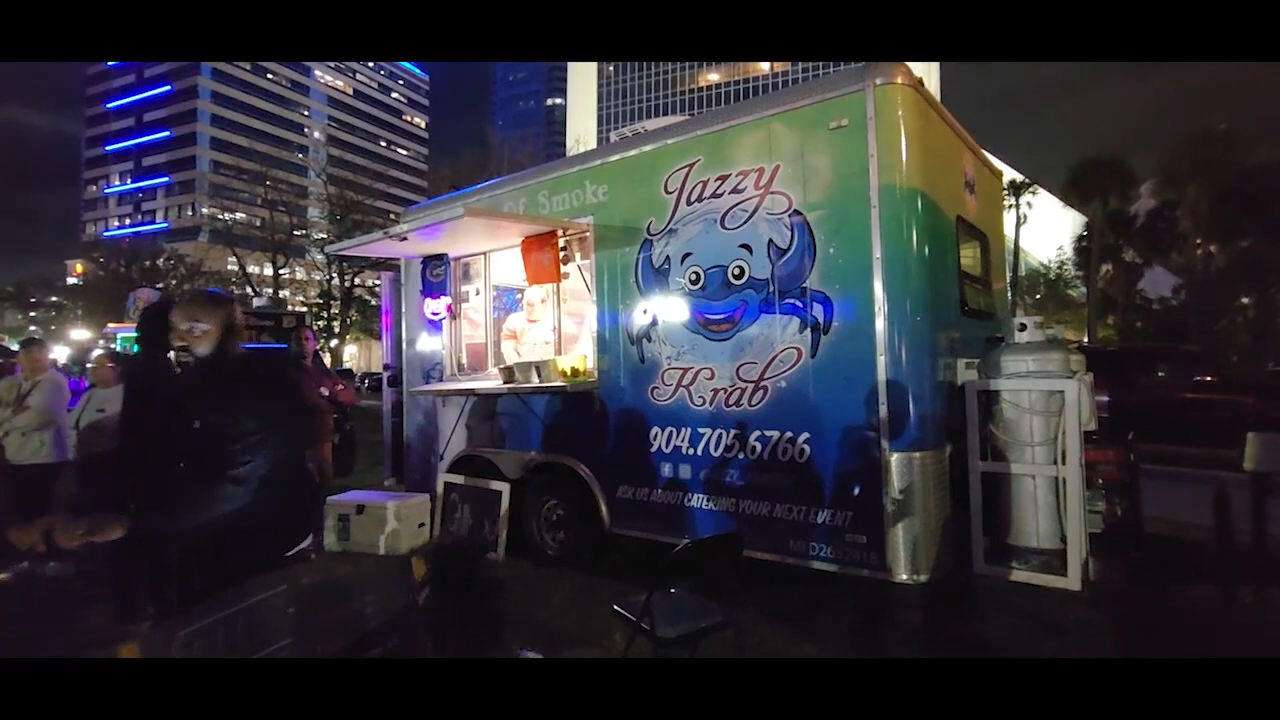 Of Smoke
Jazzy
Krab
904.705.6766
ASK US ABOUT CATERING YOUR NEXT EVENT